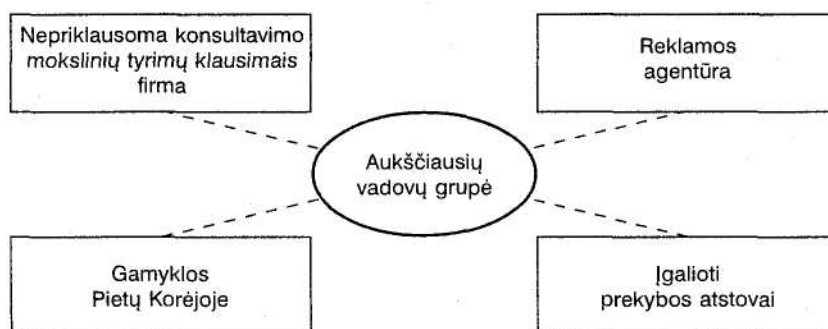 Nepriklausoma konsultavimo
mokslinių tyrimų klausimais
firma
Reklamos
agentūra
Aukščiausių
vadovų grupė
Gamyklos
Pietų Korėjoje
Įgalioti
prekybos atstovai